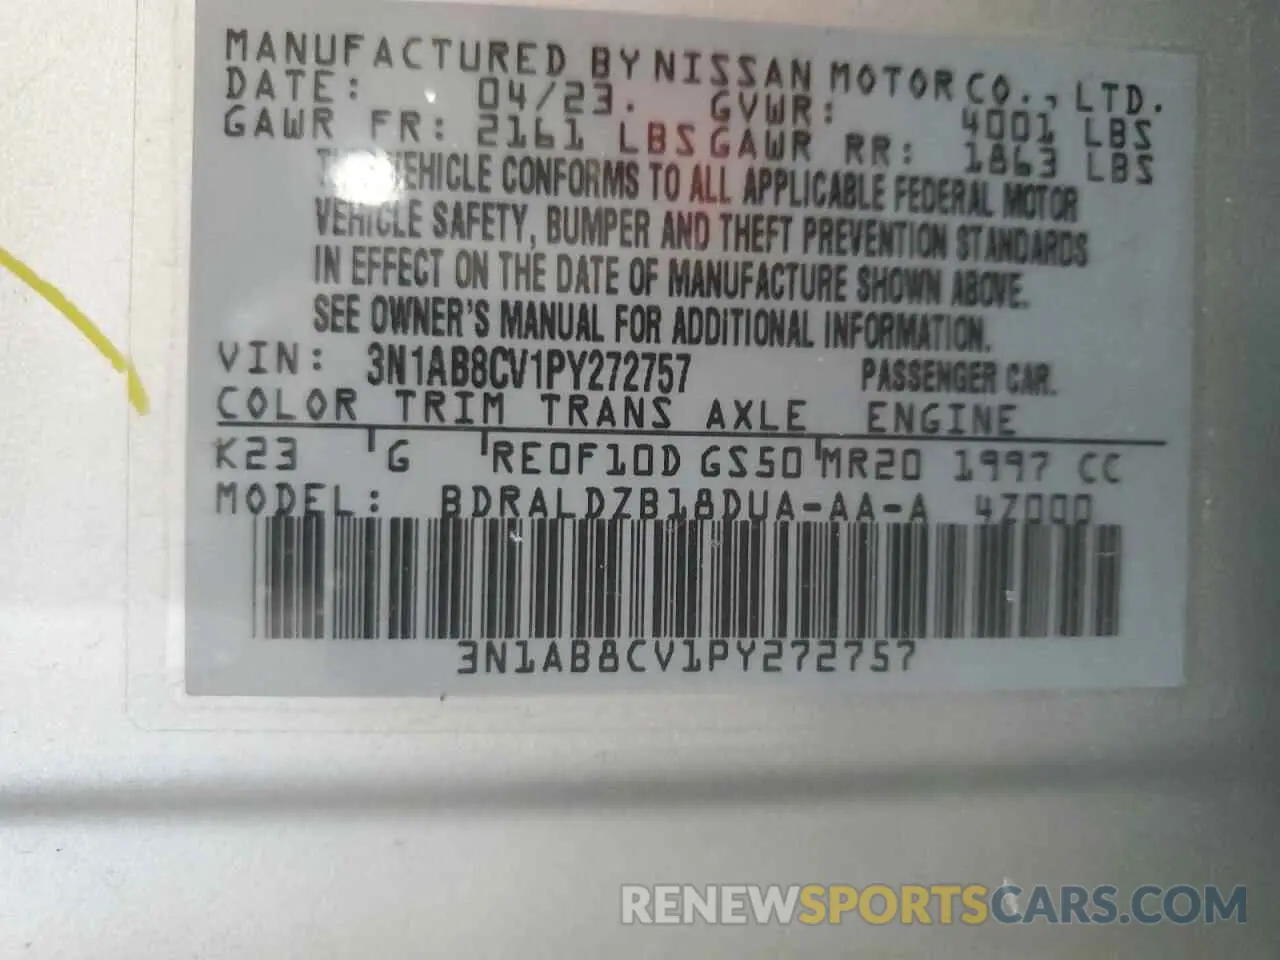 MANUFACTURED BY NISSAN MOTOR CO., LTD.
DATE: 04/23. GVWR: 4001 LBS
GAWR FR: 2161 LBS GAWR RR: 1863 LBS
VEHICLE CONFORMS TO ALL APPLICABLE FEDERAL MOTOR
VEHICLE SAFETY, BUMPER AND THEFT PREVENTION STANDARDS
IN EFFECT ON THE DATE OF MANUFACTURE SHOWN ABOVE.
SEE OWNER'S MANUAL FOR ADDITIONAL INFORMATION.
VIN: 3N1AB8CV1PY272757 PASSENGER CAR.
COLOR TRIM TRANS AXLE ENGINE
K23 G RE0F10D GS50 MR20 1997 CC
MODEL: BDRALDZB18DUA-AA-A 4Z000
3N1AB8CV1PY272757
RENEWSPORTSCARS.COM